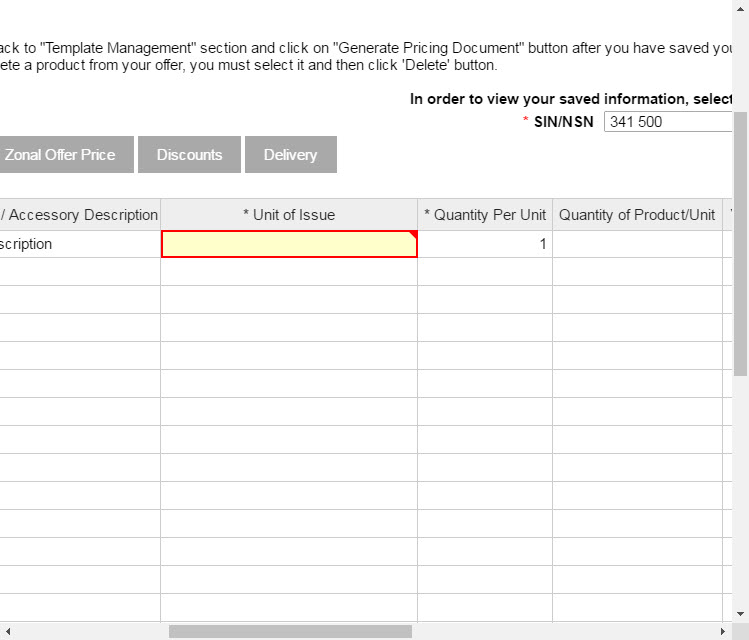 ack to "Template Management" section and click on "Generate Pricing Document" button after you have saved you
ete a product from your offer, you must select it and then click 'Delete' button.
In order to view your saved information, select
* SIN/NSN 341 500
Zonal Offer Price Discounts Delivery
/ Accessory Description * Unit of Issue * Quantity Per Unit Quantity of Product/Unit
scription 1